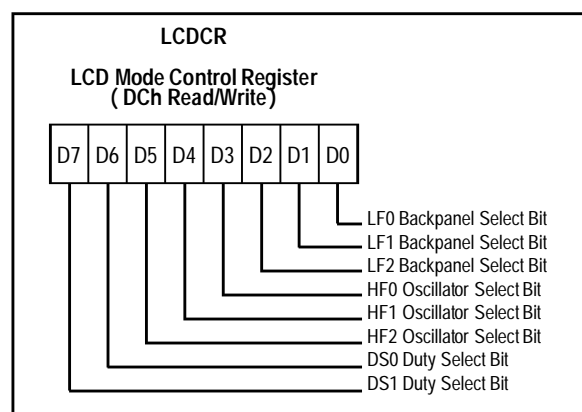 LCDCR
LCD Mode Control Register
( DCh Read/Write)
D7 D6 D5 D4 D3 D2 D1 D0
LF0 Backpanel Select Bit
LF1 Backpanel Select Bit
LF2 Backpanel Select Bit
HF0 Oscillator Select Bit
HF1 Oscillator Select Bit
HF2 Oscillator Select Bit
DS0 Duty Select Bit
DS1 Duty Select Bit